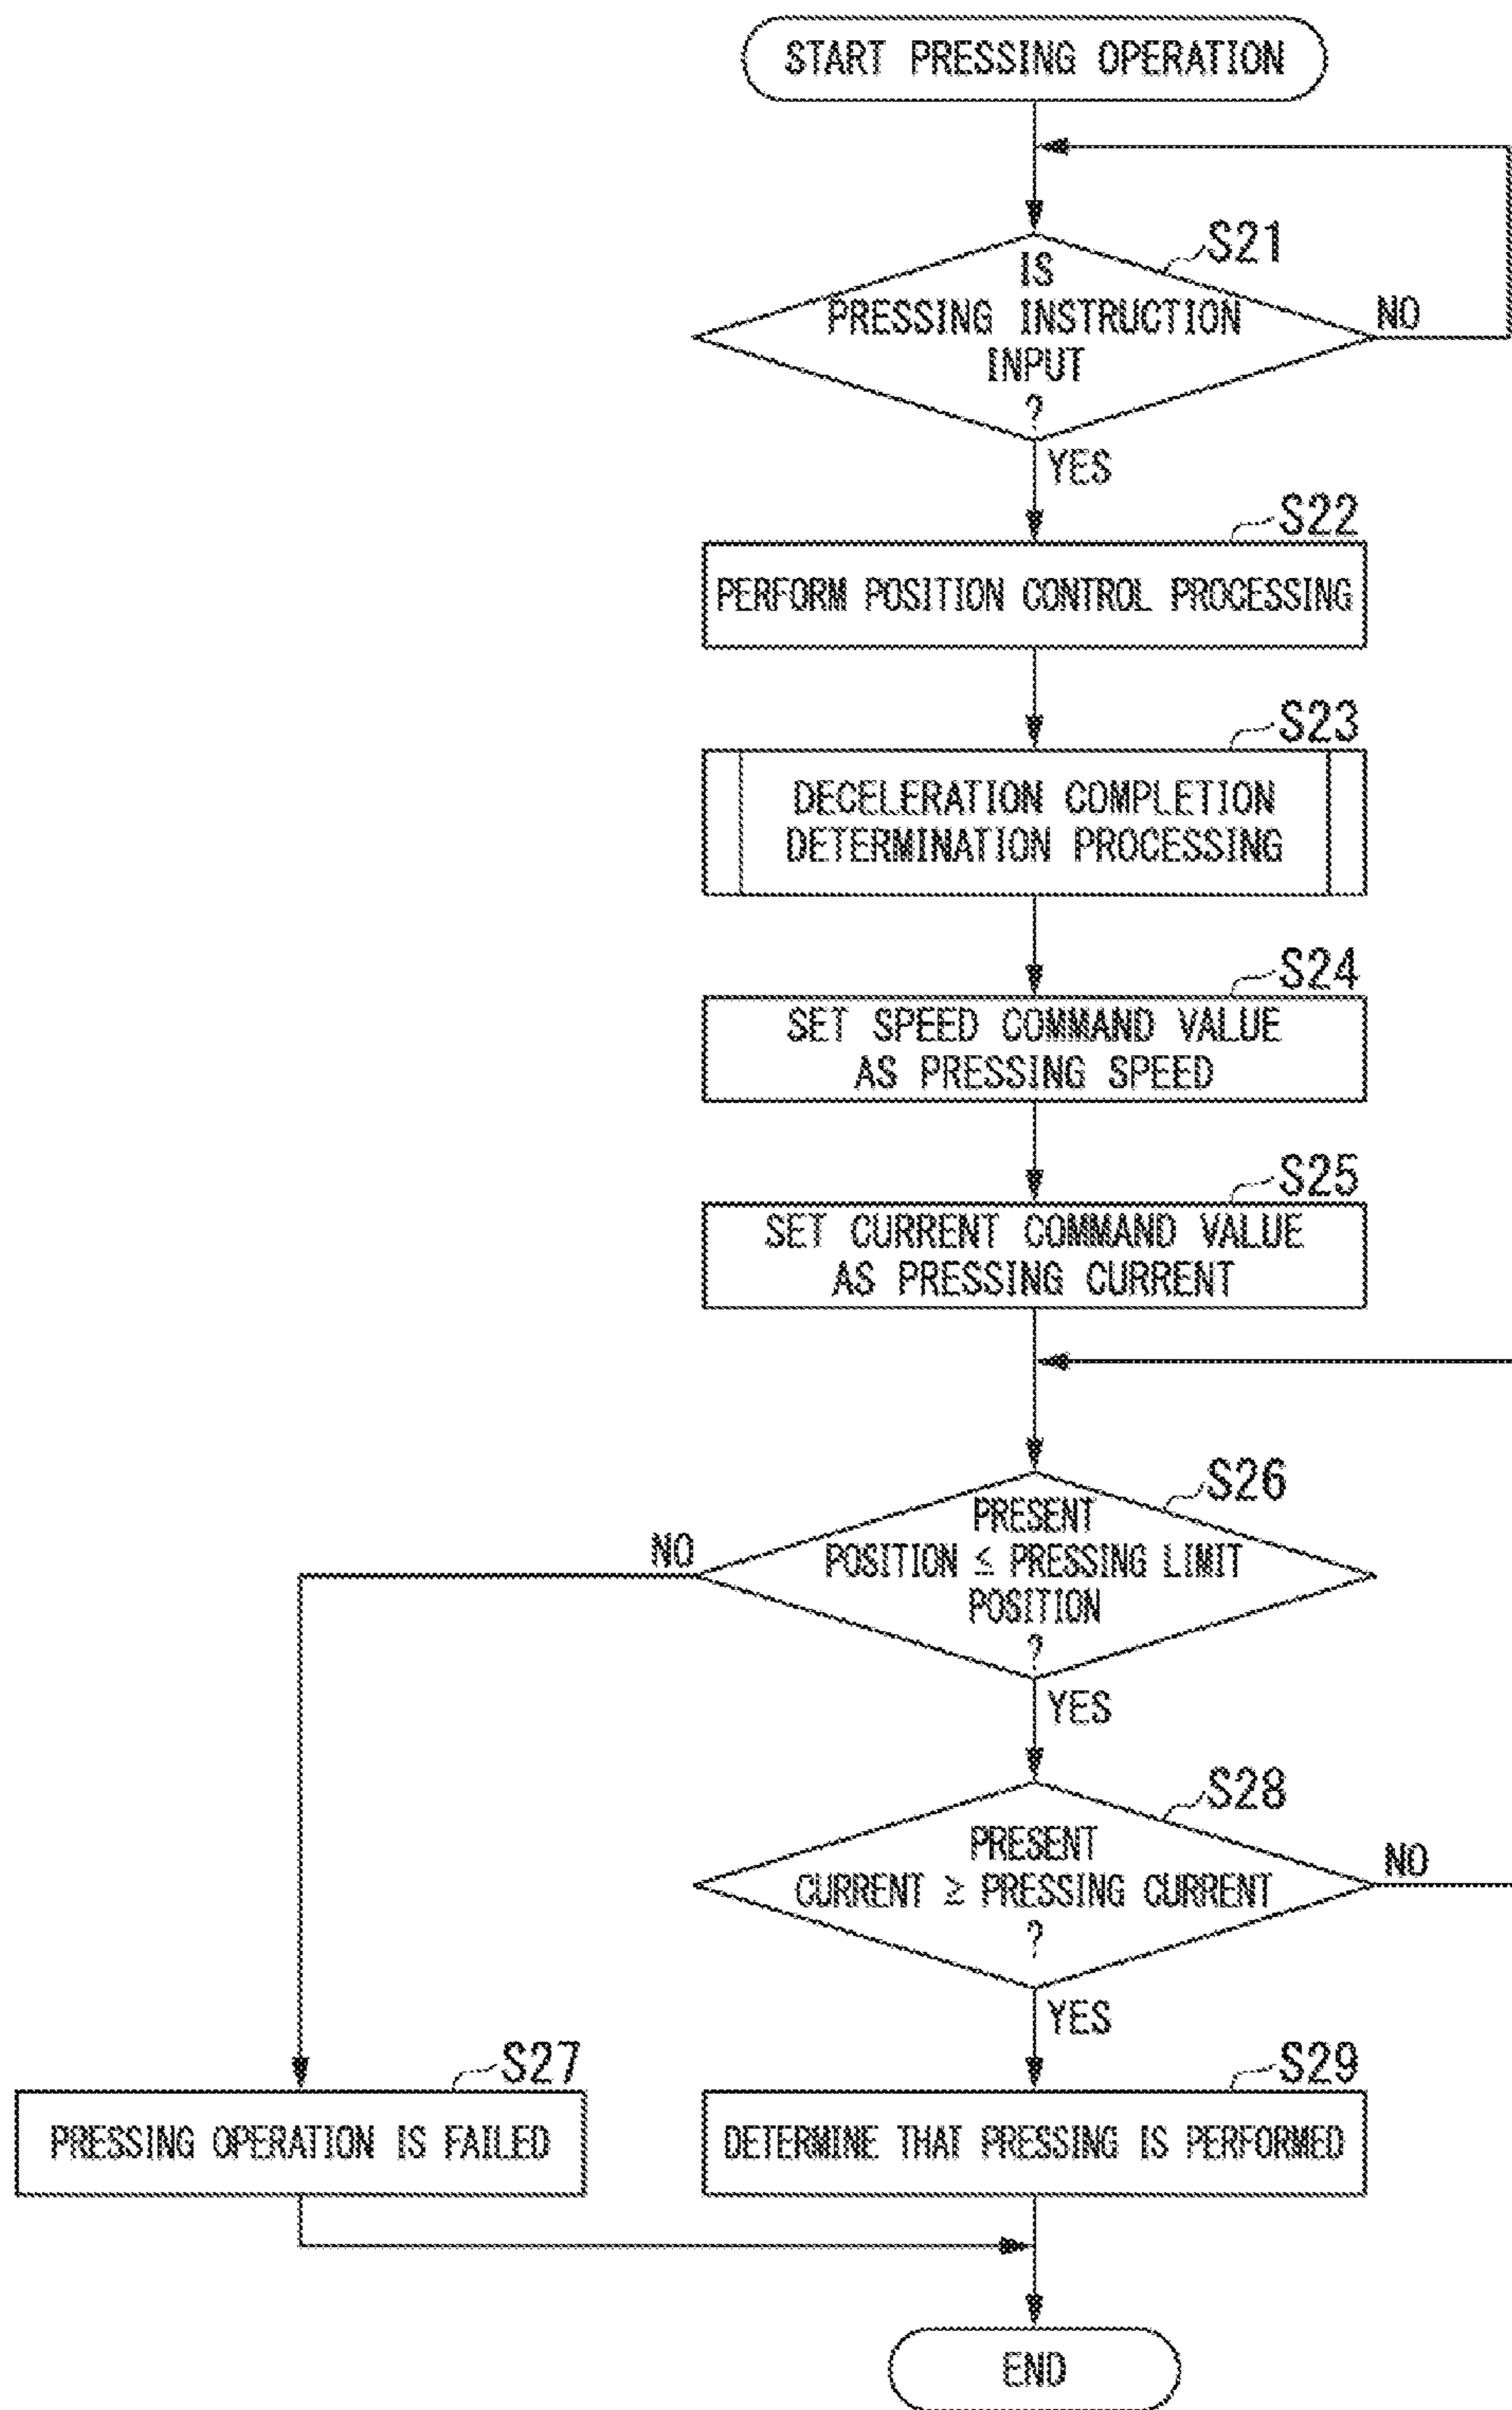 START PRESSING OPERATION
S21
IS
PRESSING INSTRUCTION
INPUT
?
NO
YES
S22
PERFORM POSITION CONTROL PROCESSING
S23
DECELERATION COMPLETION
DETERMINATION PROCESSING
S24
SET SPEED COMMAND VALUE
AS PRESSING SPEED
S25
SET CURRENT COMMAND VALUE
AS PRESSING CURRENT
S26
PRESENT
POSITION ≤ PRESSING LIMIT
POSITION
?
NO
YES
S28
PRESENT
CURRENT ≥ PRESSING CURRENT
?
NO
YES
S27
PRESSING OPERATION IS FAILED
S29
DETERMINE THAT PRESSING IS PERFORMED
END